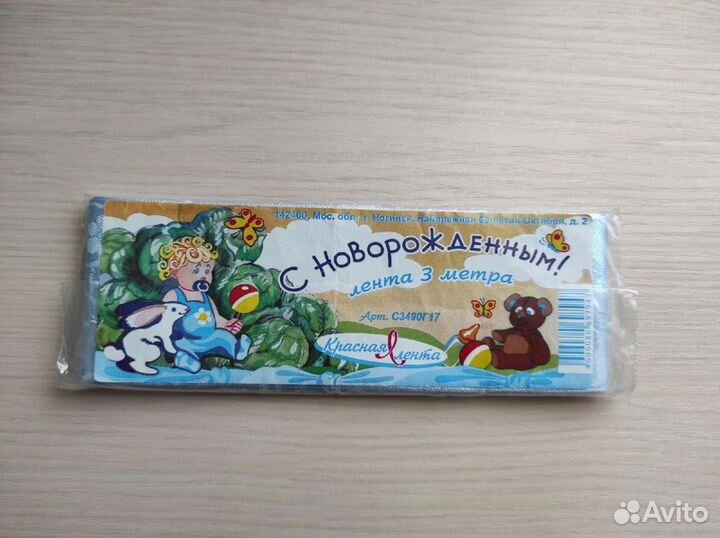 142400, Мос. обл., г. Ногинск, Набережная 60-летия Октября, д. 2
С новорожденным!
лента 3 метра
Арт. С3490Г17
Красная лента
Avito